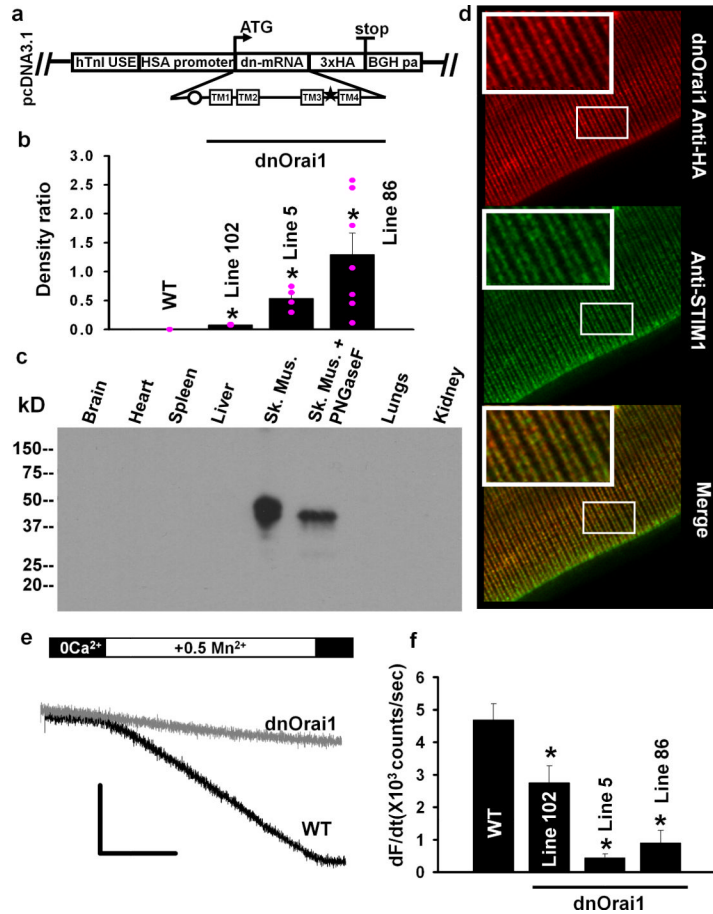 a
pcDNA3.1
ATG
stop
hTnI USE
HSA promoter
dn-mRNA
3xHA
BGH pa
TM1
TM2
TM3
TM4
b
dnOrai1
Density ratio
3.0
2.5
2.0
1.5
1.0
0.5
0.0
WT
* Line 102
* Line 5
* Line 86
c
kD
Brain
Heart
Spleen
Liver
Sk. Mus.
Sk. Mus. +
PNGaseF
Lungs
Kidney
150--
75--
50--
37--
25--
20--
d
dnOrai1 Anti-HA
Anti-STIM1
Merge
e
0Ca²⁺
+0.5 Mn²⁺
dnOrai1
WT
f
dF/dt(X10³ counts/sec)
6
5
4
3
2
1
0
WT
* Line 102
* Line 5
* Line 86
dnOrai1